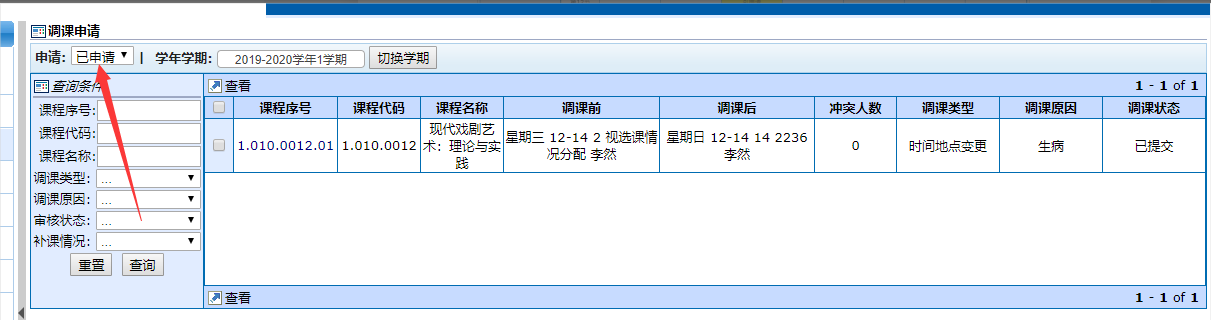 调课申请
申请: 已申请 | 学年学期: 2019-2020学年1学期 切换学期
查询条件
课程序号:
课程代码:
课程名称:
调课类型: ...
调课原因: ...
审核状态: ...
补课情况: ...
重置 查询
查看 1 - 1 of 1
课程序号 课程代码 课程名称 调课前 调课后 冲突人数 调课类型 调课原因 调课状态
1.010.0012.01 1.010.0012 现代戏剧艺术：理论与实践 星期三 12-14 2 视选课情况分配 李然 星期日 12-14 14 2236 李然 0 时间地点变更 生病 已提交
查看 1 - 1 of 1